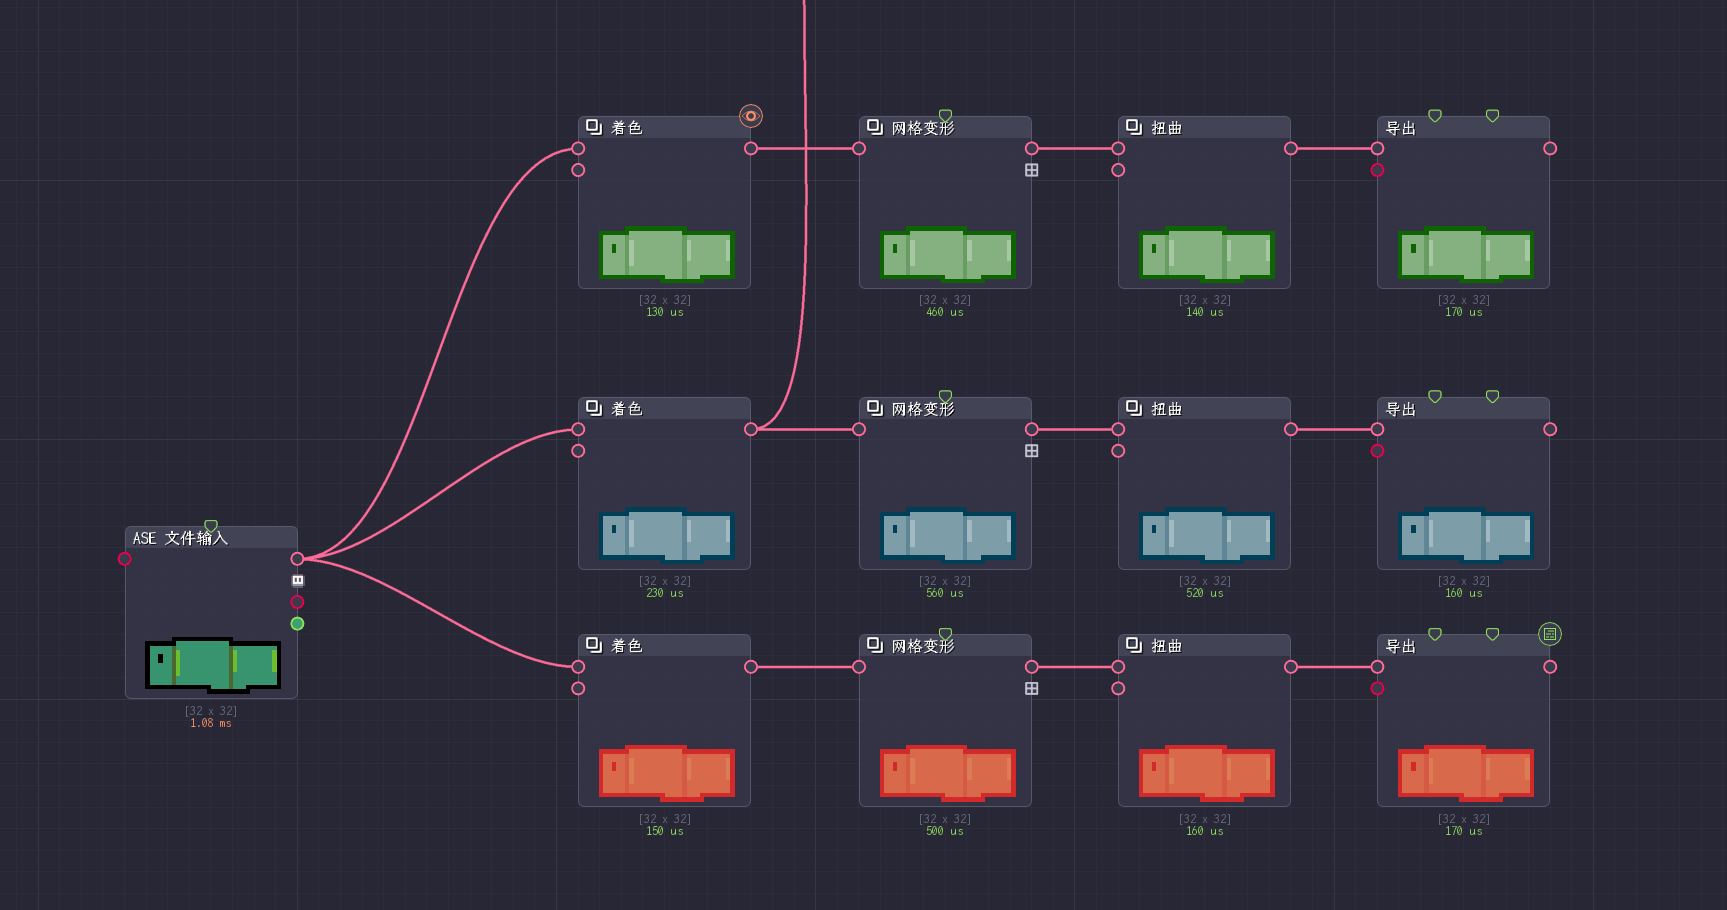 着色
网格变形
扭曲
导出
[32 x 32]
130 us
[32 x 32]
460 us
[32 x 32]
140 us
[32 x 32]
170 us
着色
网格变形
扭曲
导出
[32 x 32]
230 us
[32 x 32]
560 us
[32 x 32]
520 us
[32 x 32]
160 us
ASE 文件输入
[32 x 32]
1.08 ms
着色
网格变形
扭曲
导出
[32 x 32]
150 us
[32 x 32]
500 us
[32 x 32]
160 us
[32 x 32]
170 us